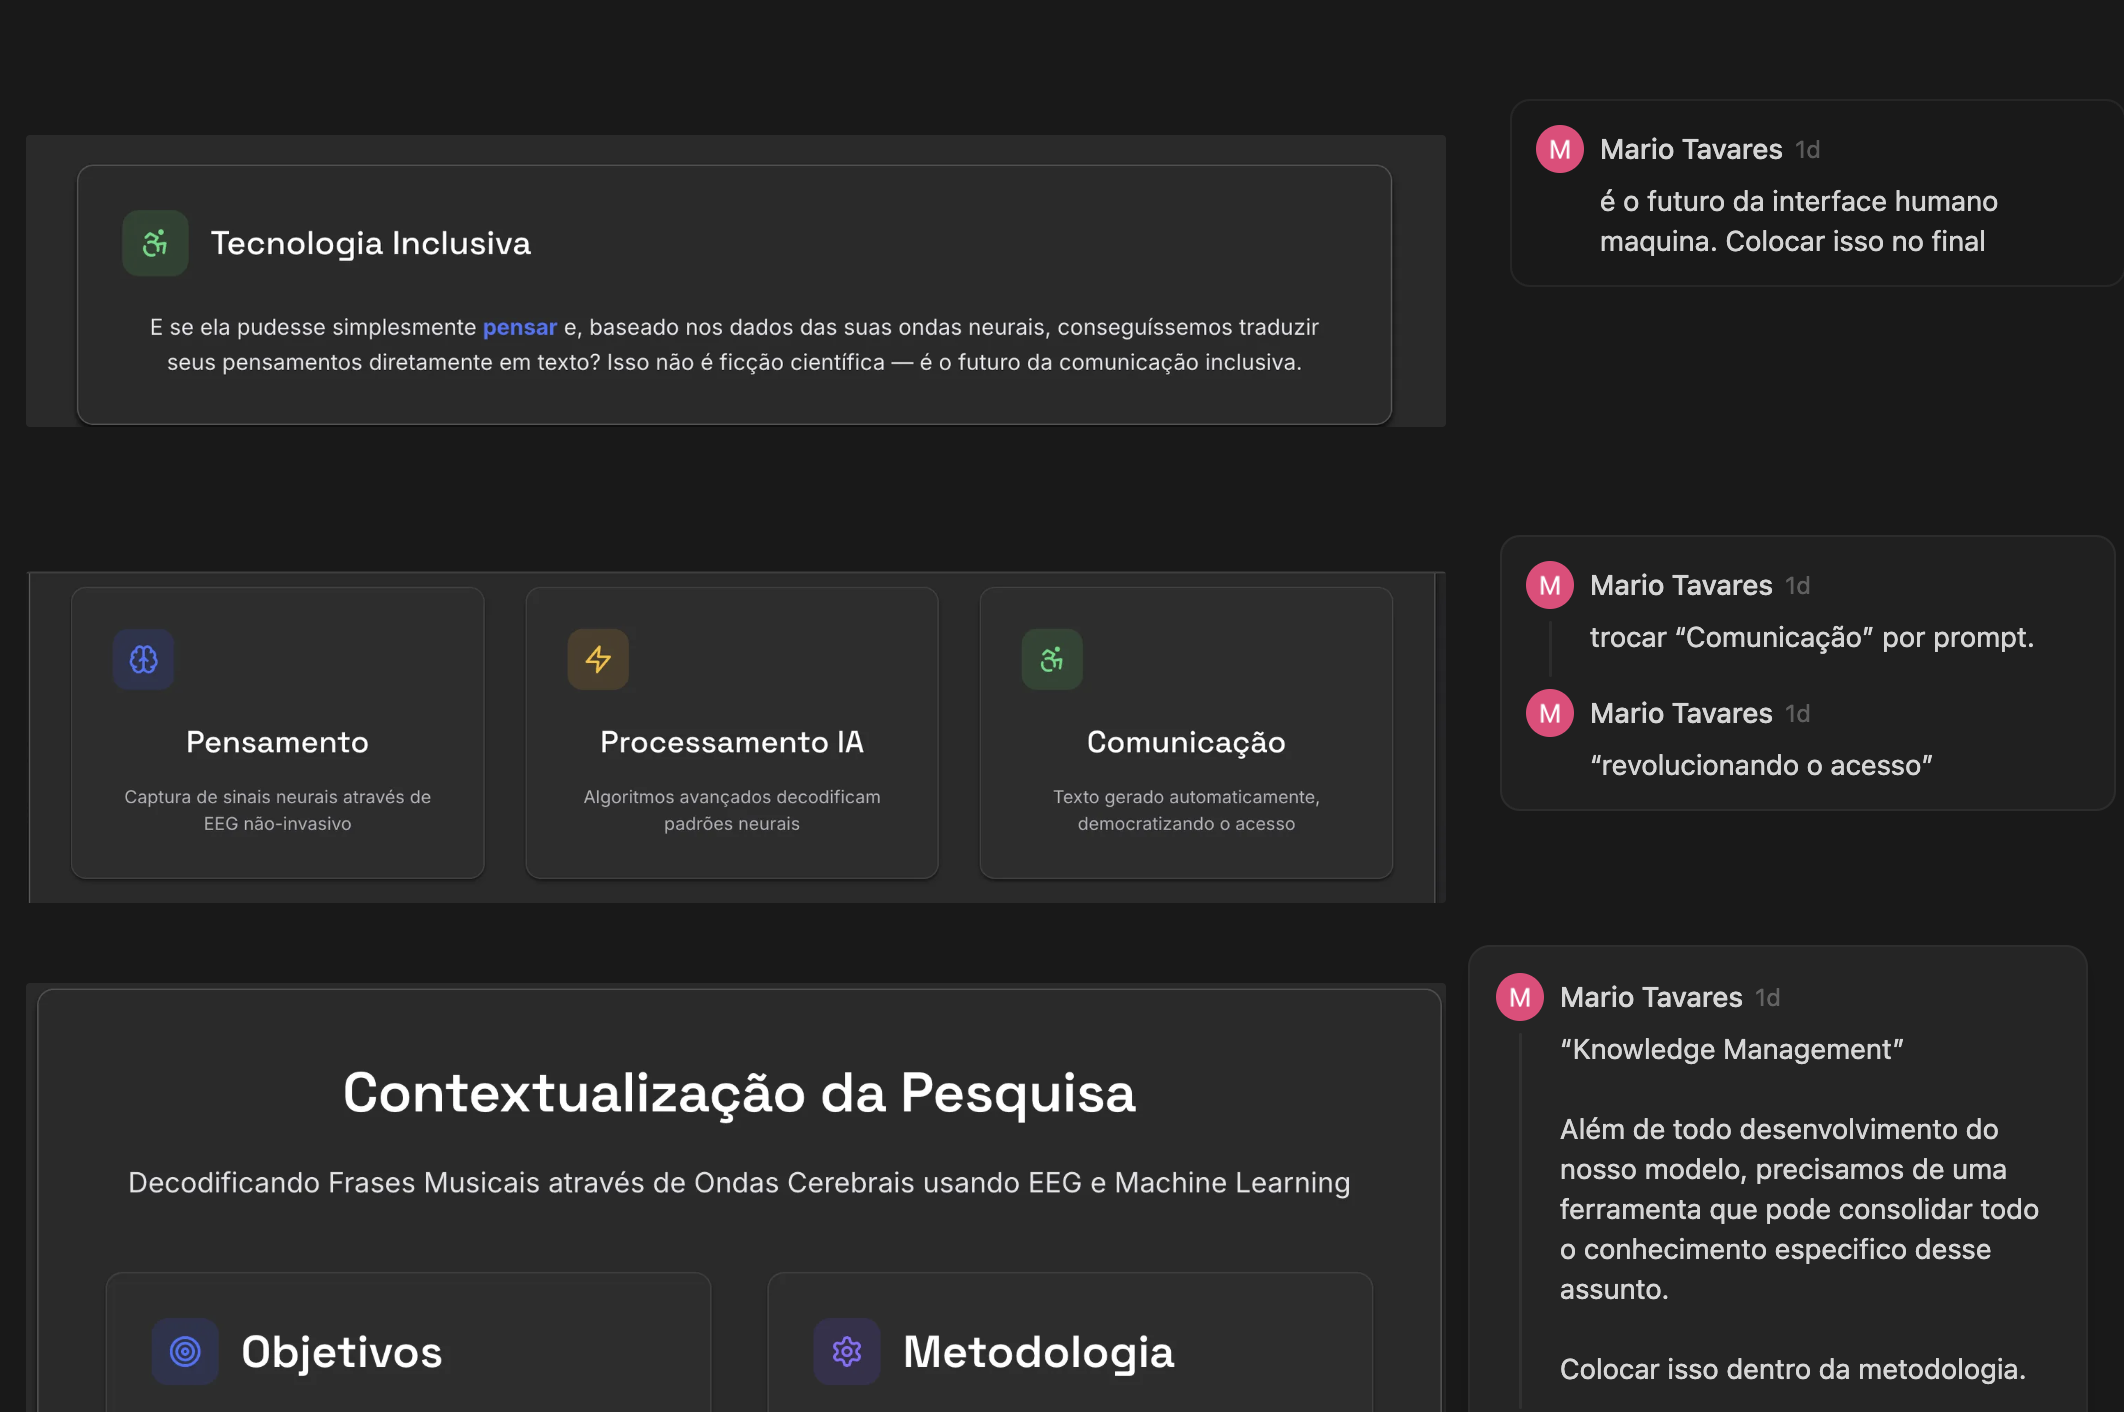 Tecnologia Inclusiva
E se ela pudesse simplesmente pensar e, baseado nos dados das suas ondas neurais, conseguíssemos traduzir
seus pensamentos diretamente em texto? Isso não é ficção científica — é o futuro da comunicação inclusiva.
M Mario Tavares 1d
é o futuro da interface humano
maquina. Colocar isso no final
Pensamento
Captura de sinais neurais através de
EEG não-invasivo
Processamento IA
Algoritmos avançados decodificam
padrões neurais
Comunicação
Texto gerado automaticamente,
democratizando o acesso
M Mario Tavares 1d
trocar “Comunicação” por prompt.
M Mario Tavares 1d
“revolucionando o acesso”
Contextualização da Pesquisa
Decodificando Frases Musicais através de Ondas Cerebrais usando EEG e Machine Learning
Objetivos
Metodologia
M Mario Tavares 1d
“Knowledge Management”
Além de todo desenvolvimento do
nosso modelo, precisamos de uma
ferramenta que pode consolidar todo
o conhecimento especifico desse
assunto.
Colocar isso dentro da metodologia.